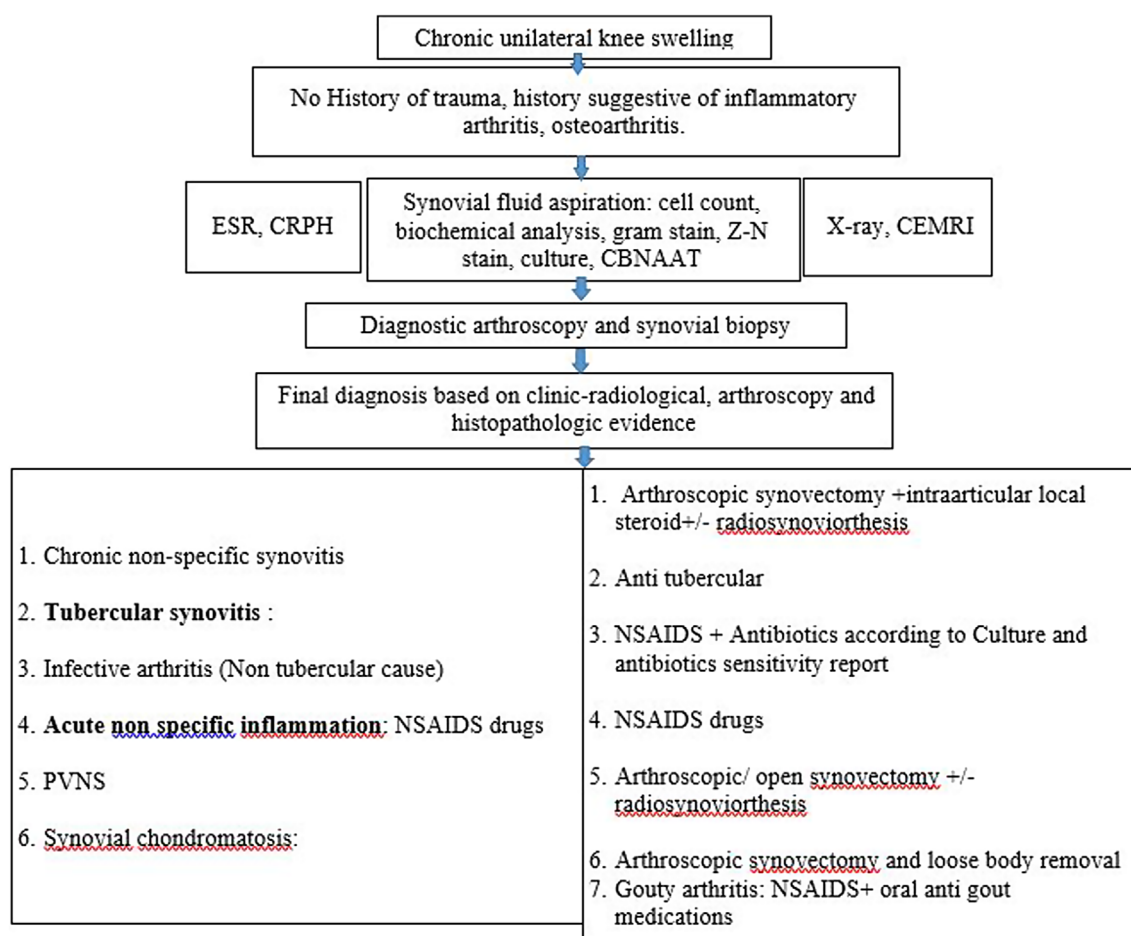 Chronic unilateral knee swelling
No History of trauma, history suggestive of inflammatory
arthritis, osteoarthritis.
ESR, CRPH
Synovial fluid aspiration: cell count,
biochemical analysis, gram stain, Z-N
stain, culture, CBNAAT
X-ray, CEMRI
Diagnostic arthroscopy and synovial biopsy
Final diagnosis based on clinic-radiological, arthroscopy and
histopathologic evidence
1. Chronic non-specific synovitis
2. Tubercular synovitis :
3. Infective arthritis (Non tubercular cause)
4. Acute non specific inflammation: NSAIDS drugs
5. PVNS
6. Synovial chondromatosis:
1. Arthroscopic synovectomy +intraarticular local
steroid+/- radiosynoviorthesis
2. Anti tubercular
3. NSAIDS + Antibiotics according to Culture and
antibiotics sensitivity report
4. NSAIDS drugs
5. Arthroscopic/ open synovectomy +/-
radiosynoviorthesis
6. Arthroscopic synovectomy and loose body removal
7. Gouty arthritis: NSAIDS+ oral anti gout
medications